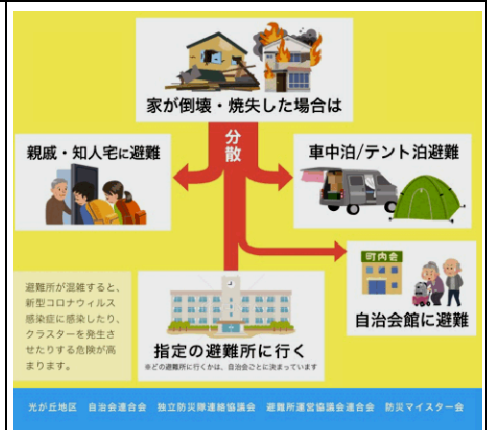 家が倒壊・焼失した場合は
分散
親戚・知人宅に避難
車中泊/テント泊避難
町内会
自治会館に避難
避難所が混雑すると、
新型コロナウィルス
感染症に感染したり、
クラスターを発生さ
せたりする危険が高
まります。
指定の避難所に行く
※どの避難所に行くかは、自治会ごとに決まっています
光が丘地区 自治会連合会 独立防災隊連絡協議会 避難所運営協議会連合会 防災マイスター会